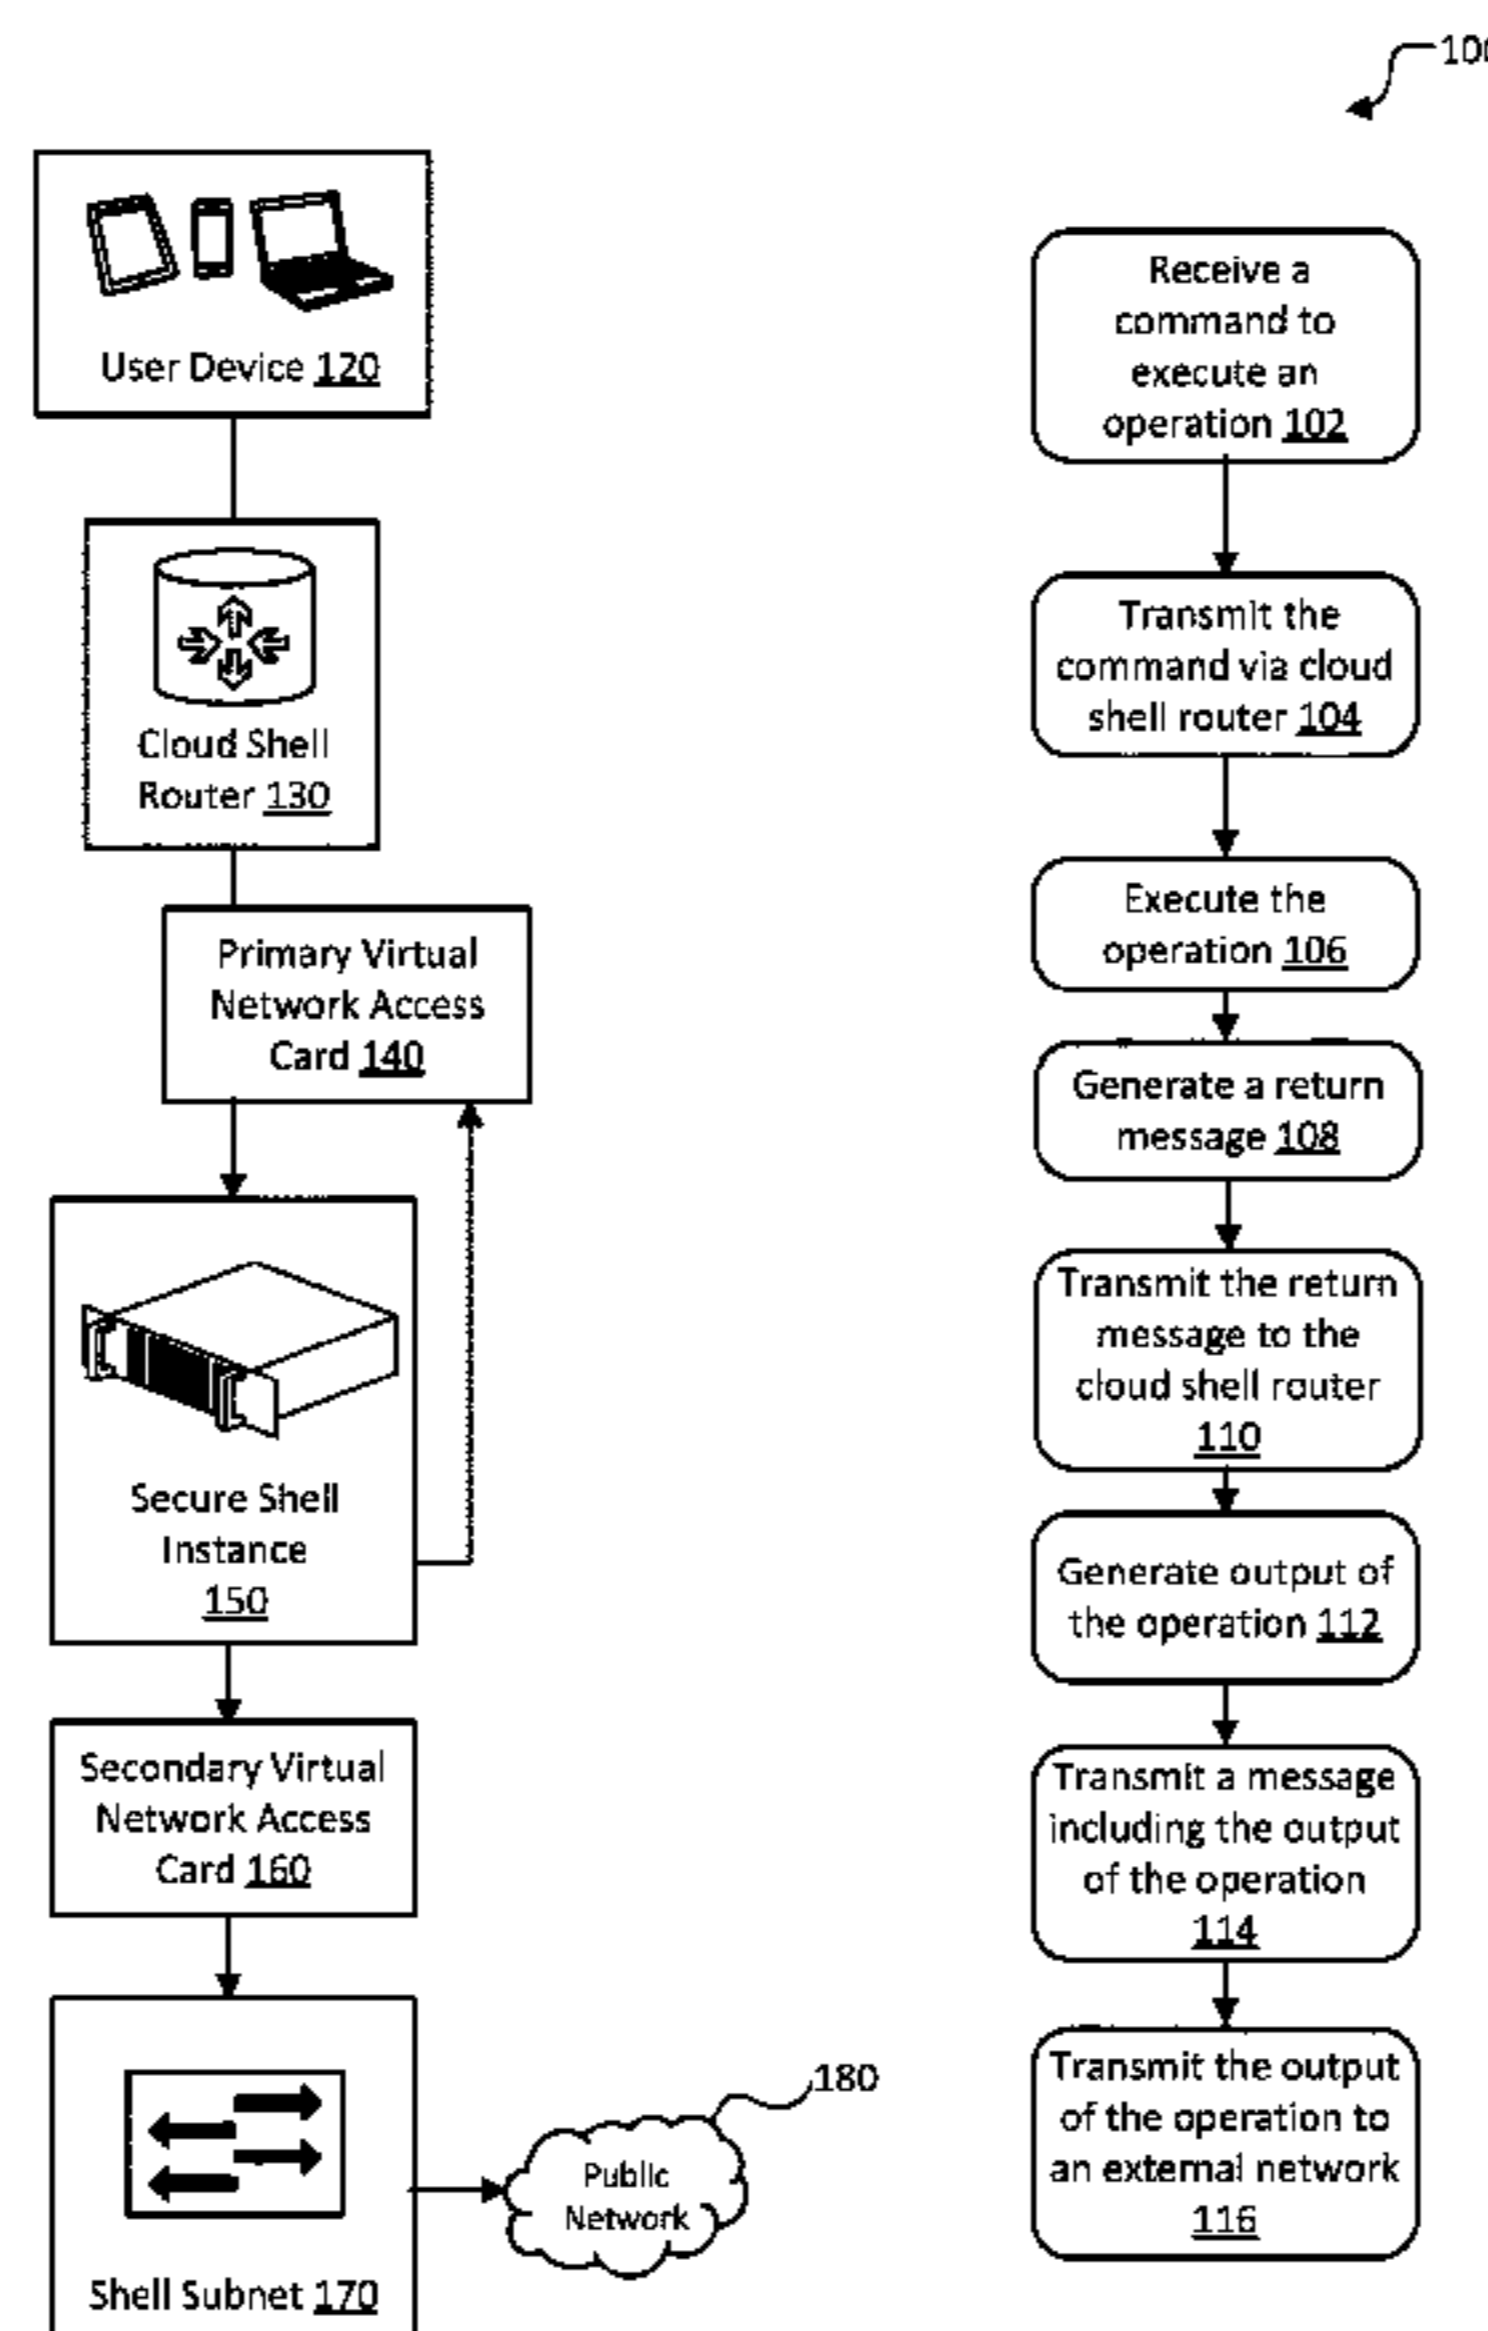 100
User Device 120
Cloud Shell
Router 130
Primary Virtual
Network Access
Card 140
Secure Shell
Instance
150
Secondary Virtual
Network Access
Card 160
Shell Subnet 170
180
Public
Network
Receive a
command to
execute an
operation 102
Transmit the
command via cloud
shell router 104
Execute the
operation 106
Generate a return
message 108
Transmit the return
message to the
cloud shell router
110
Generate output of
the operation 112
Transmit a message
including the output
of the operation
114
Transmit the output
of the operation to
an external network
116